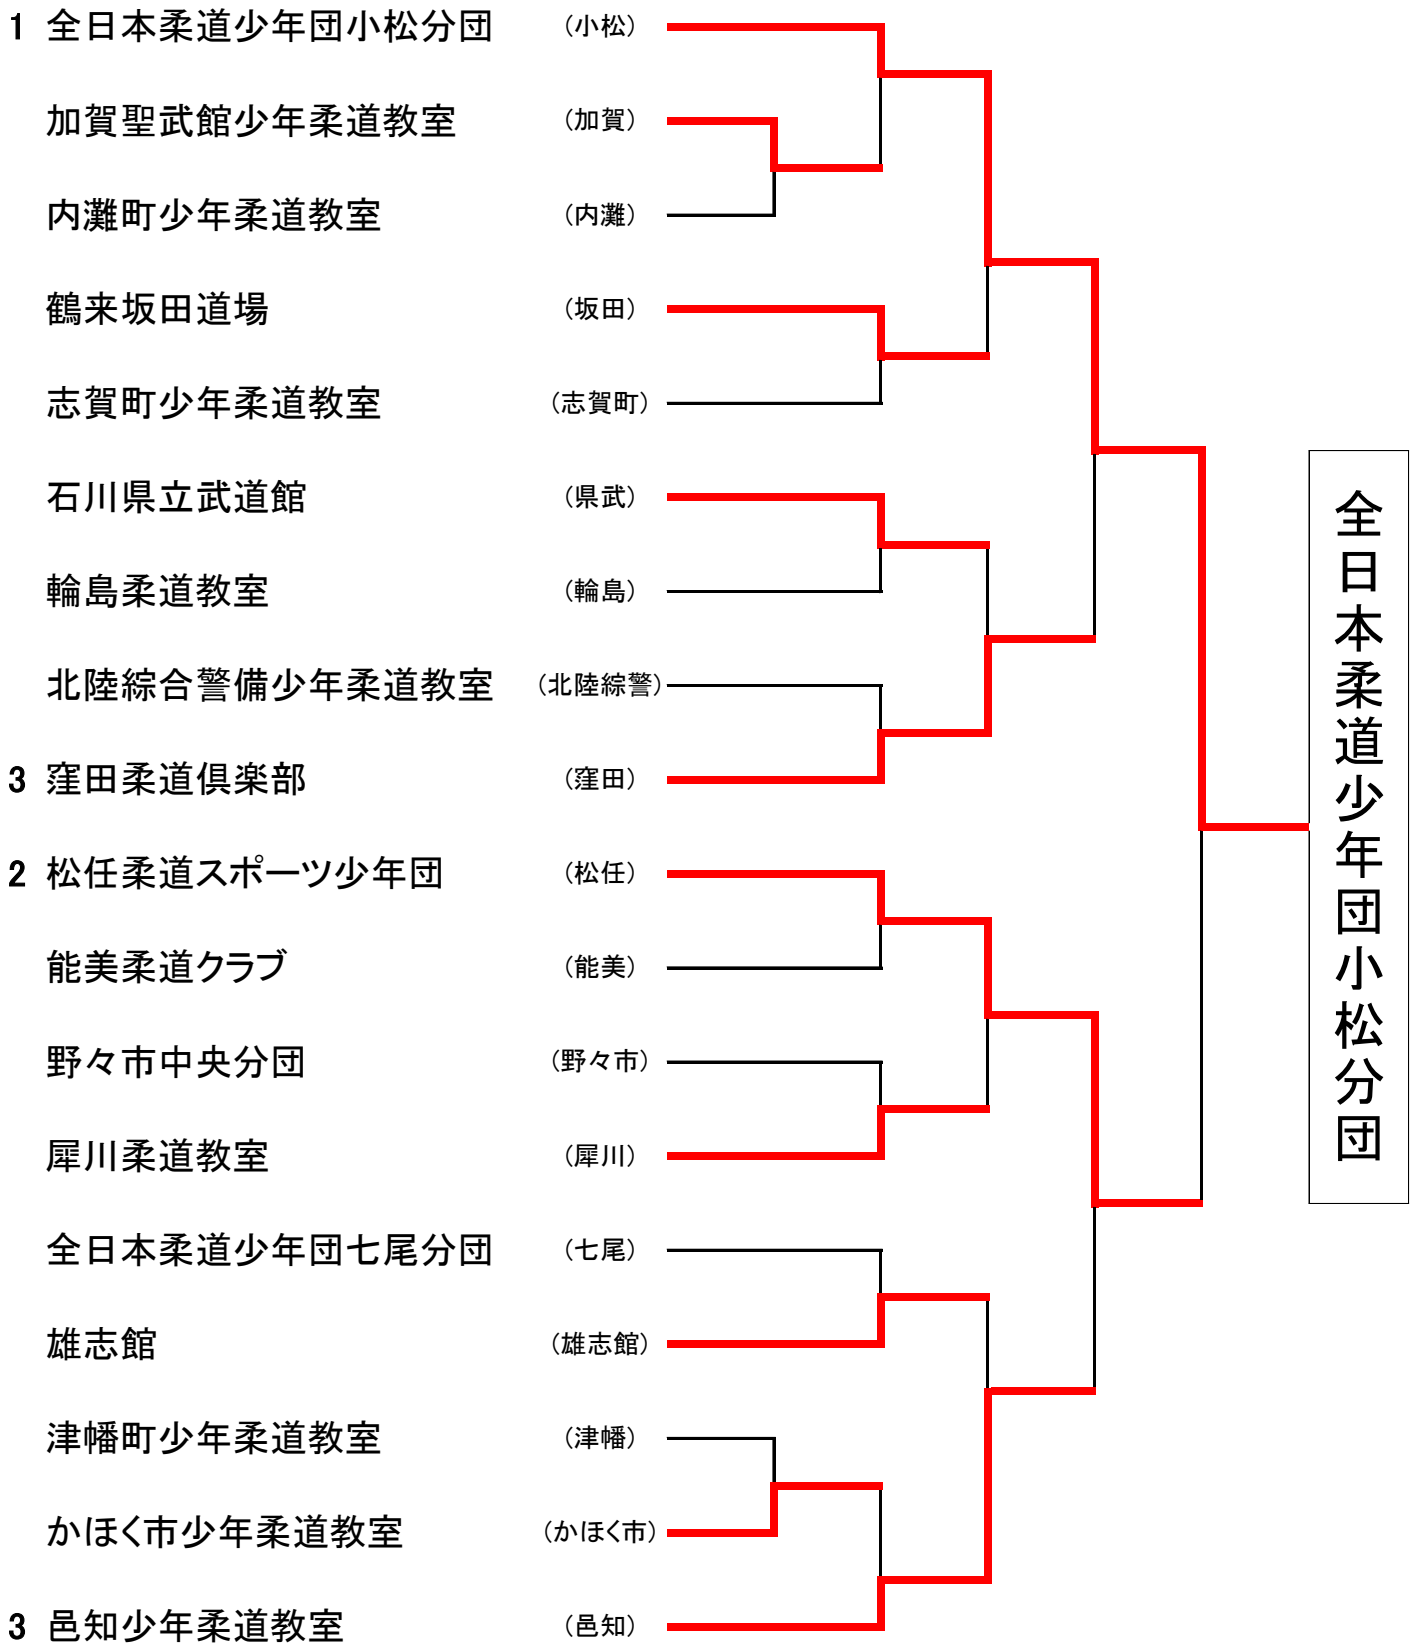 1 全日本柔道少年団小松分団 （小松）
加賀聖武館少年柔道教室 （加賀）
内灘町少年柔道教室 （内灘）
鶴来坂田道場 （坂田）
志賀町少年柔道教室 （志賀町）
石川県立武道館 （県武）
輪島柔道教室 （輪島）
北陸綜合警備少年柔道教室 （北陸綜警）
3 窪田柔道倶楽部 （窪田）
2 松任柔道スポーツ少年団 （松任）
能美柔道クラブ （能美）
野々市中央分団 （野々市）
犀川柔道教室 （犀川）
全日本柔道少年団七尾分団 （七尾）
雄志館 （雄志館）
津幡町少年柔道教室 （津幡）
かほく市少年柔道教室 （かほく市）
3 邑知少年柔道教室 （邑知）
全日本柔道少年団小松分団